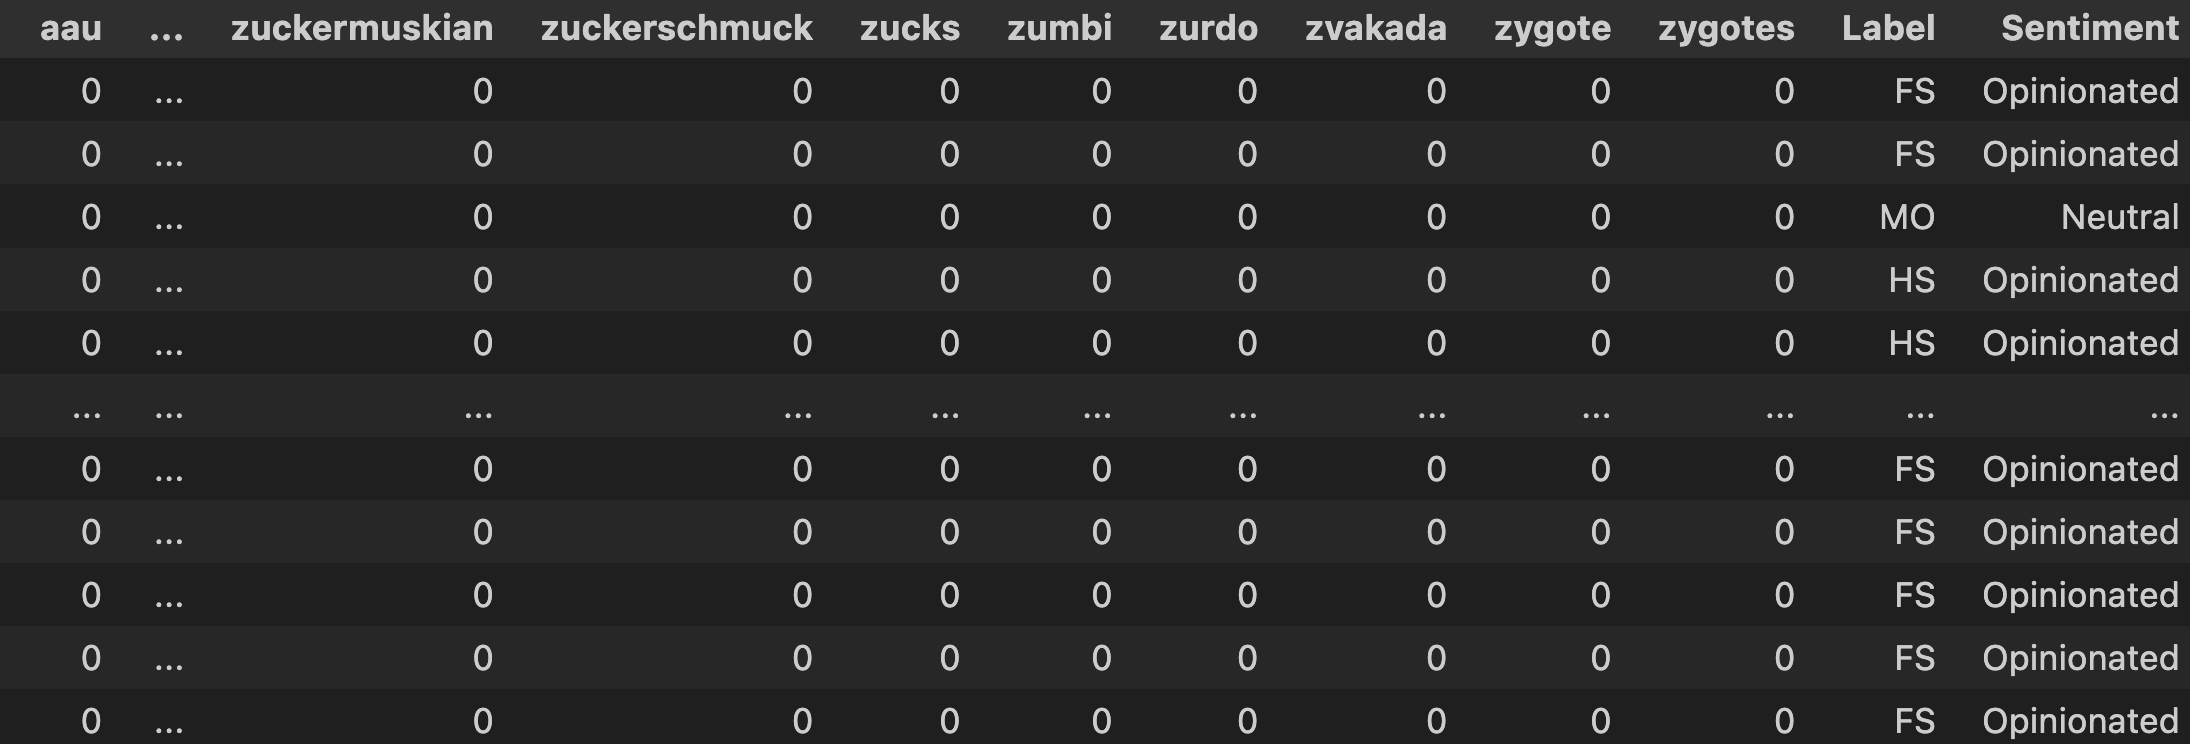 aau ... zuckermuskian zuckerschmuck zucks zumbi zurdo zvakada zygote zygotes Label Sentiment
0 ... 0 0 0 0 0 0 0 0 FS Opinionated
0 ... 0 0 0 0 0 0 0 0 FS Opinionated
0 ... 0 0 0 0 0 0 0 0 MO Neutral
0 ... 0 0 0 0 0 0 0 0 HS Opinionated
0 ... 0 0 0 0 0 0 0 0 HS Opinionated
... ... ... ... ... ... ... ... ... ... ... ...
0 ... 0 0 0 0 0 0 0 0 FS Opinionated
0 ... 0 0 0 0 0 0 0 0 FS Opinionated
0 ... 0 0 0 0 0 0 0 0 FS Opinionated
0 ... 0 0 0 0 0 0 0 0 FS Opinionated
0 ... 0 0 0 0 0 0 0 0 FS Opinionated